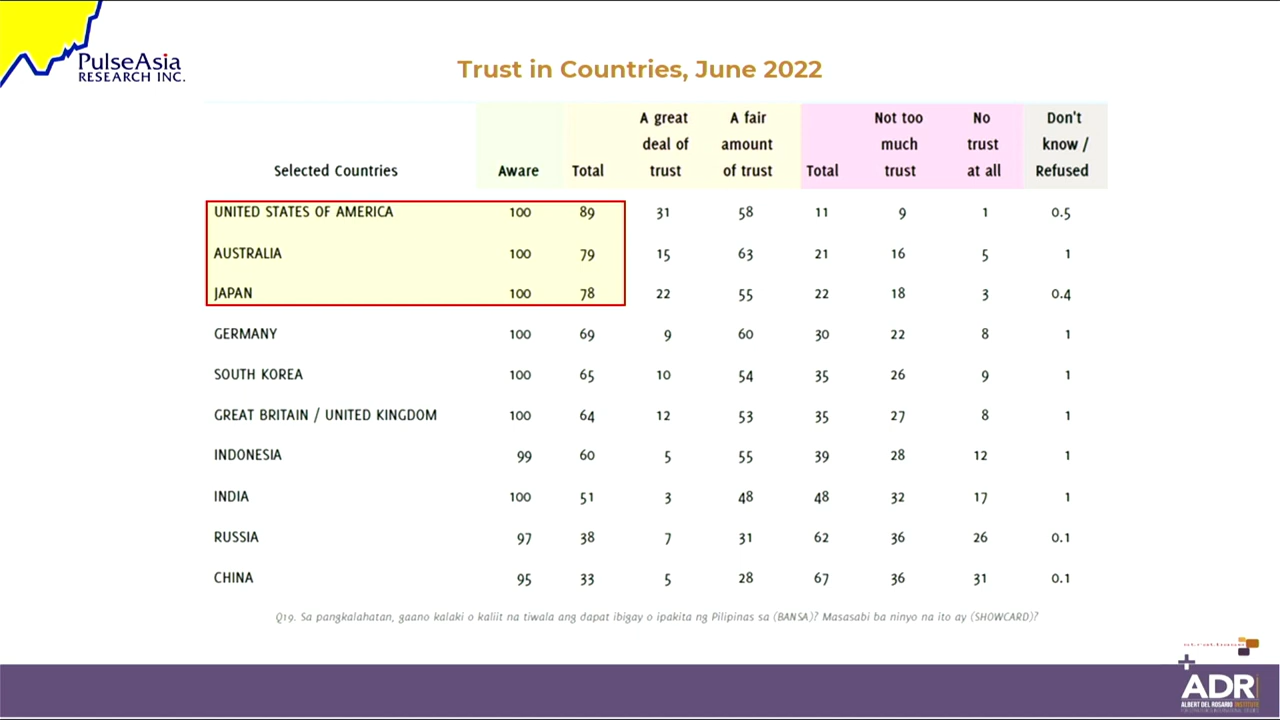 PulseAsia
RESEARCH INC.
Trust in Countries, June 2022
Selected Countries Aware Total A great deal of trust A fair amount of trust Total Not too much trust No trust at all Don't know / Refused
UNITED STATES OF AMERICA 100 89 31 58 11 9 1 0.5
AUSTRALIA 100 79 15 63 21 16 5 1
JAPAN 100 78 22 55 22 18 3 0.4
GERMANY 100 69 9 60 30 22 8 1
SOUTH KOREA 100 65 10 54 35 26 9 1
GREAT BRITAIN / UNITED KINGDOM 100 64 12 53 35 27 8 1
INDONESIA 99 60 5 55 39 28 12 1
INDIA 100 51 3 48 48 32 17 1
RUSSIA 97 38 7 31 62 36 26 0.1
CHINA 95 33 5 28 67 36 31 0.1
Q19. Sa pangkalahatan, gaano kalaki o kaliit na tiwala ang dapat ibigay o ipakita ng Pilipinas sa (BANSA)? Masasabi ba ninyo na ito ay (SHOWCARD)?
ADR
ALBERT DEL ROSARIO INSTITUTE